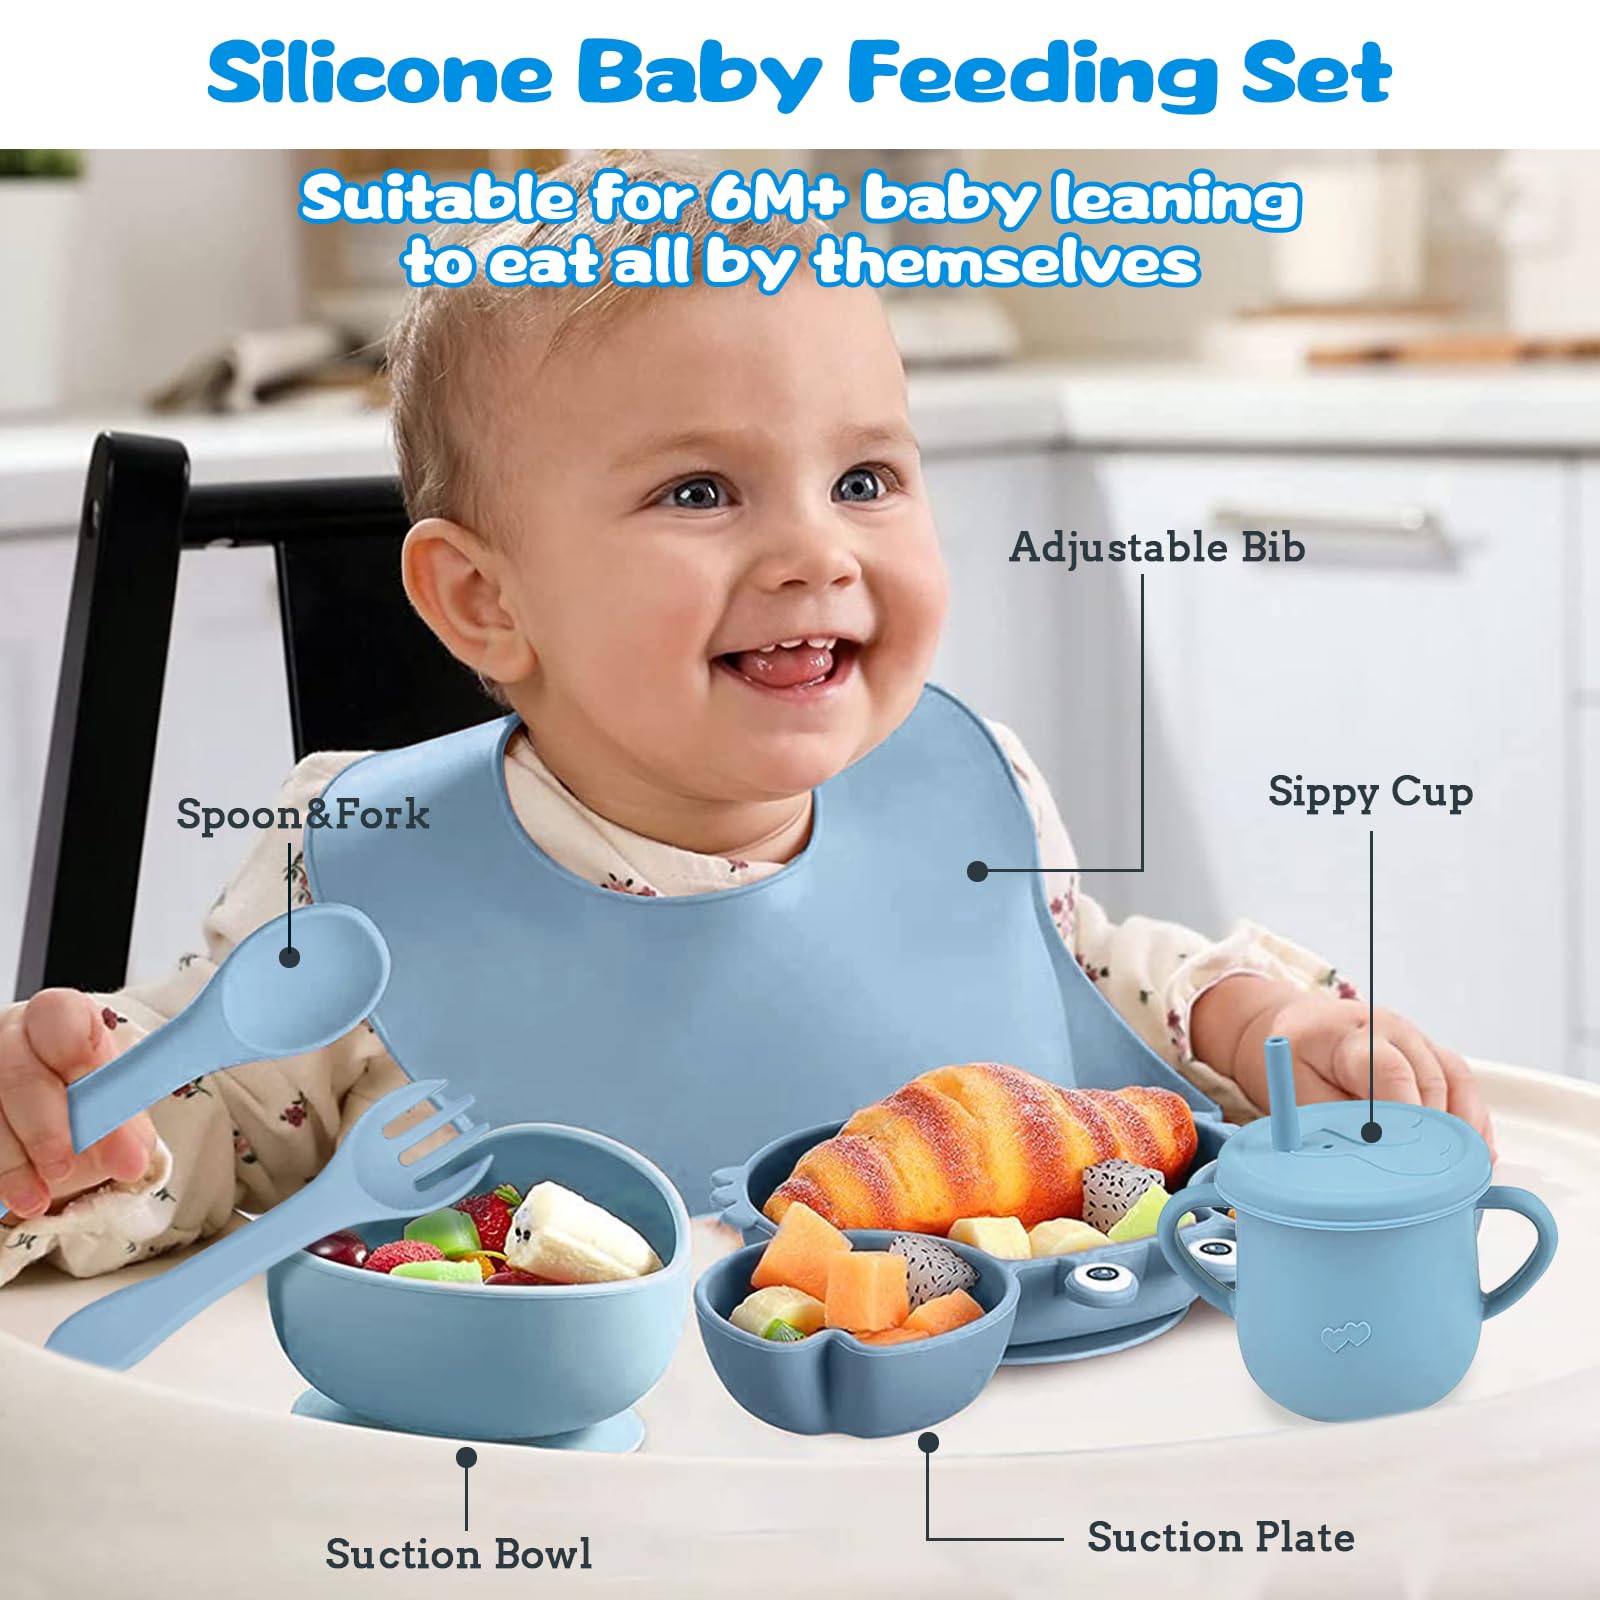 Silicone Baby Feeding Set
Suitable for 6M+ baby leaning
to eat all by themselves
Adjustable Bib
Sippy Cup
Spoon&Fork
Suction Bowl
Suction Plate